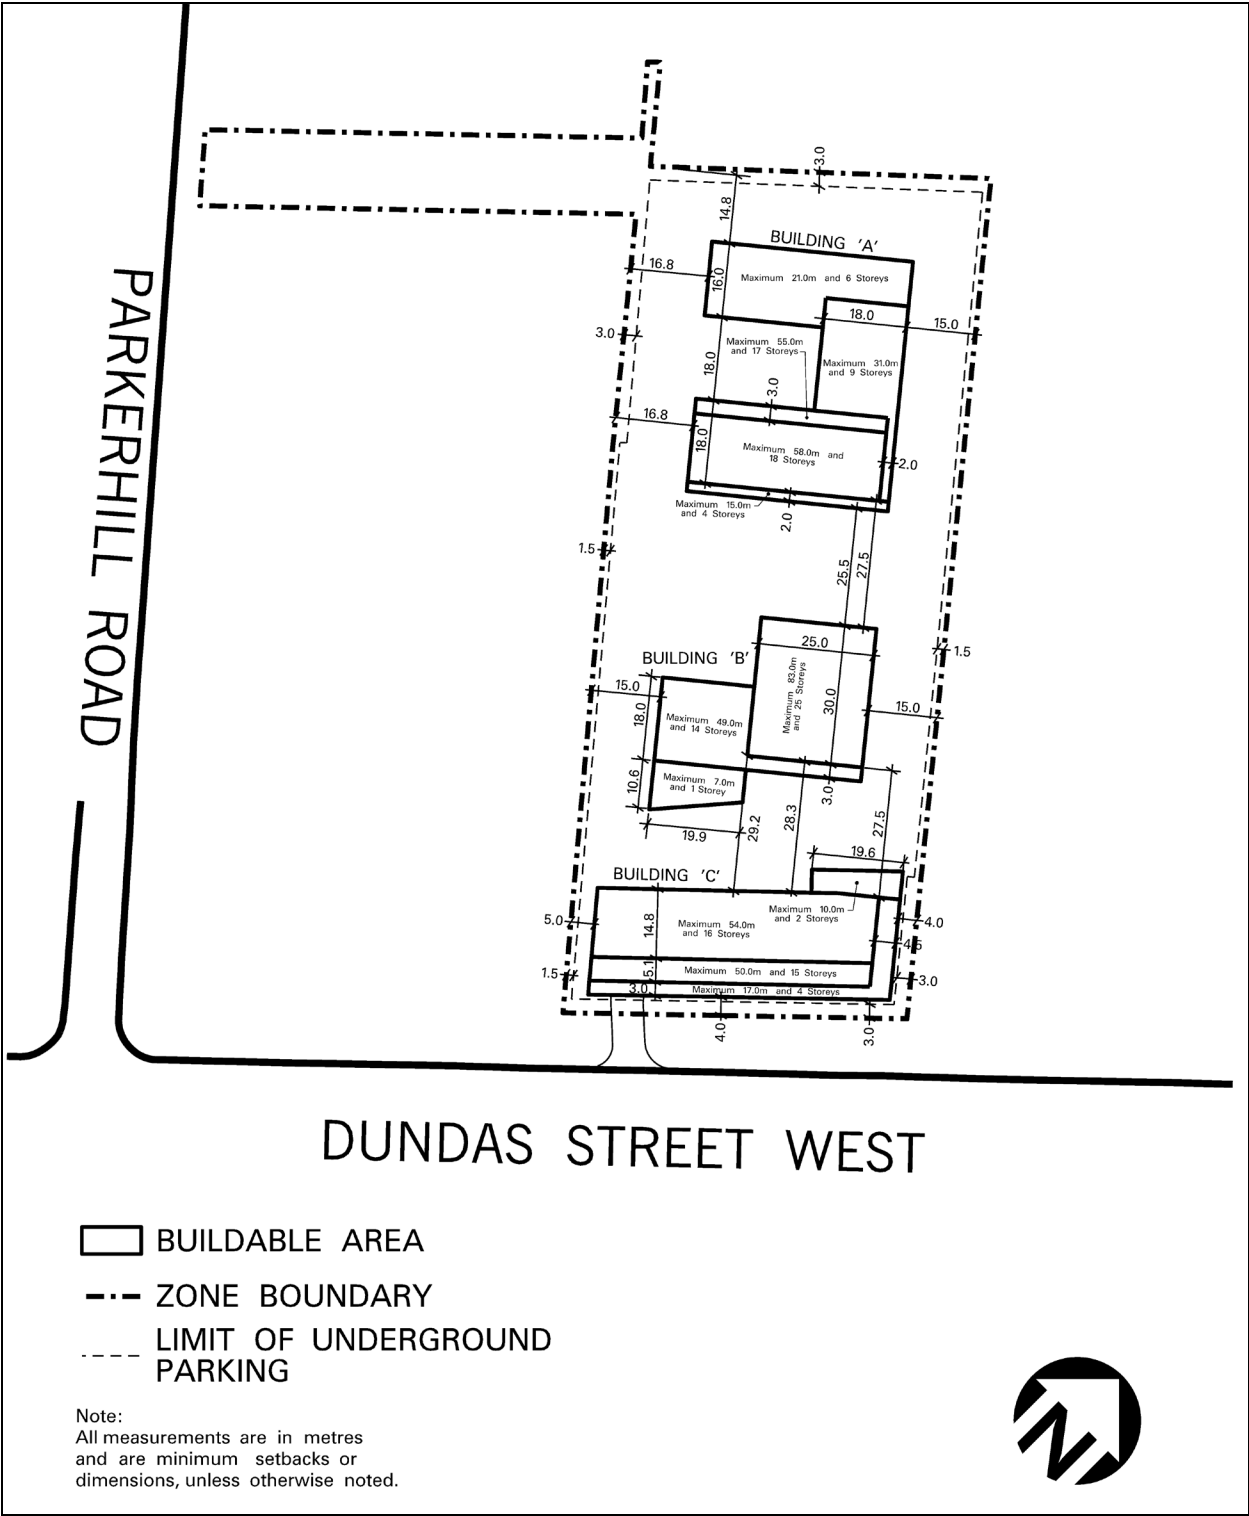 3.0
14.8
BUILDING 'A'
16.8
16.0
Maximum 21.0m and 6 Storeys
18.0
15.0
3.0
Maximum 55.0m
and 17 Storeys
18.0
Maximum 31.0m
and 9 Storeys
3.0
16.8
18.0
Maximum 58.0m and
18 Storeys
2.0
Maximum 15.0m
and 4 Storeys
2.0
1.5
25.5
27.5
PARKERHILL ROAD
25.0
1.5
BUILDING 'B'
15.0
18.0
Maximum 49.0m
and 14 Storeys
Maximum 83.0m
and 25 Storeys
30.0
15.0
10.6
Maximum 7.0m
and 1 Storey
3.0
19.9
29.2
28.3
27.5
19.6
BUILDING 'C'
5.0
14.8
Maximum 54.0m
and 16 Storeys
Maximum 10.0m
and 2 Storeys
4.0
4.5
1.5
5.1
Maximum 50.0m and 15 Storeys
3.0
3.0
Maximum 17.0m and 4 Storeys
4.0
3.0
DUNDAS STREET WEST
BUILDABLE AREA
ZONE BOUNDARY
LIMIT OF UNDERGROUND
PARKING
Note:
All measurements are in metres
and are minimum setbacks or
dimensions, unless otherwise noted.
N